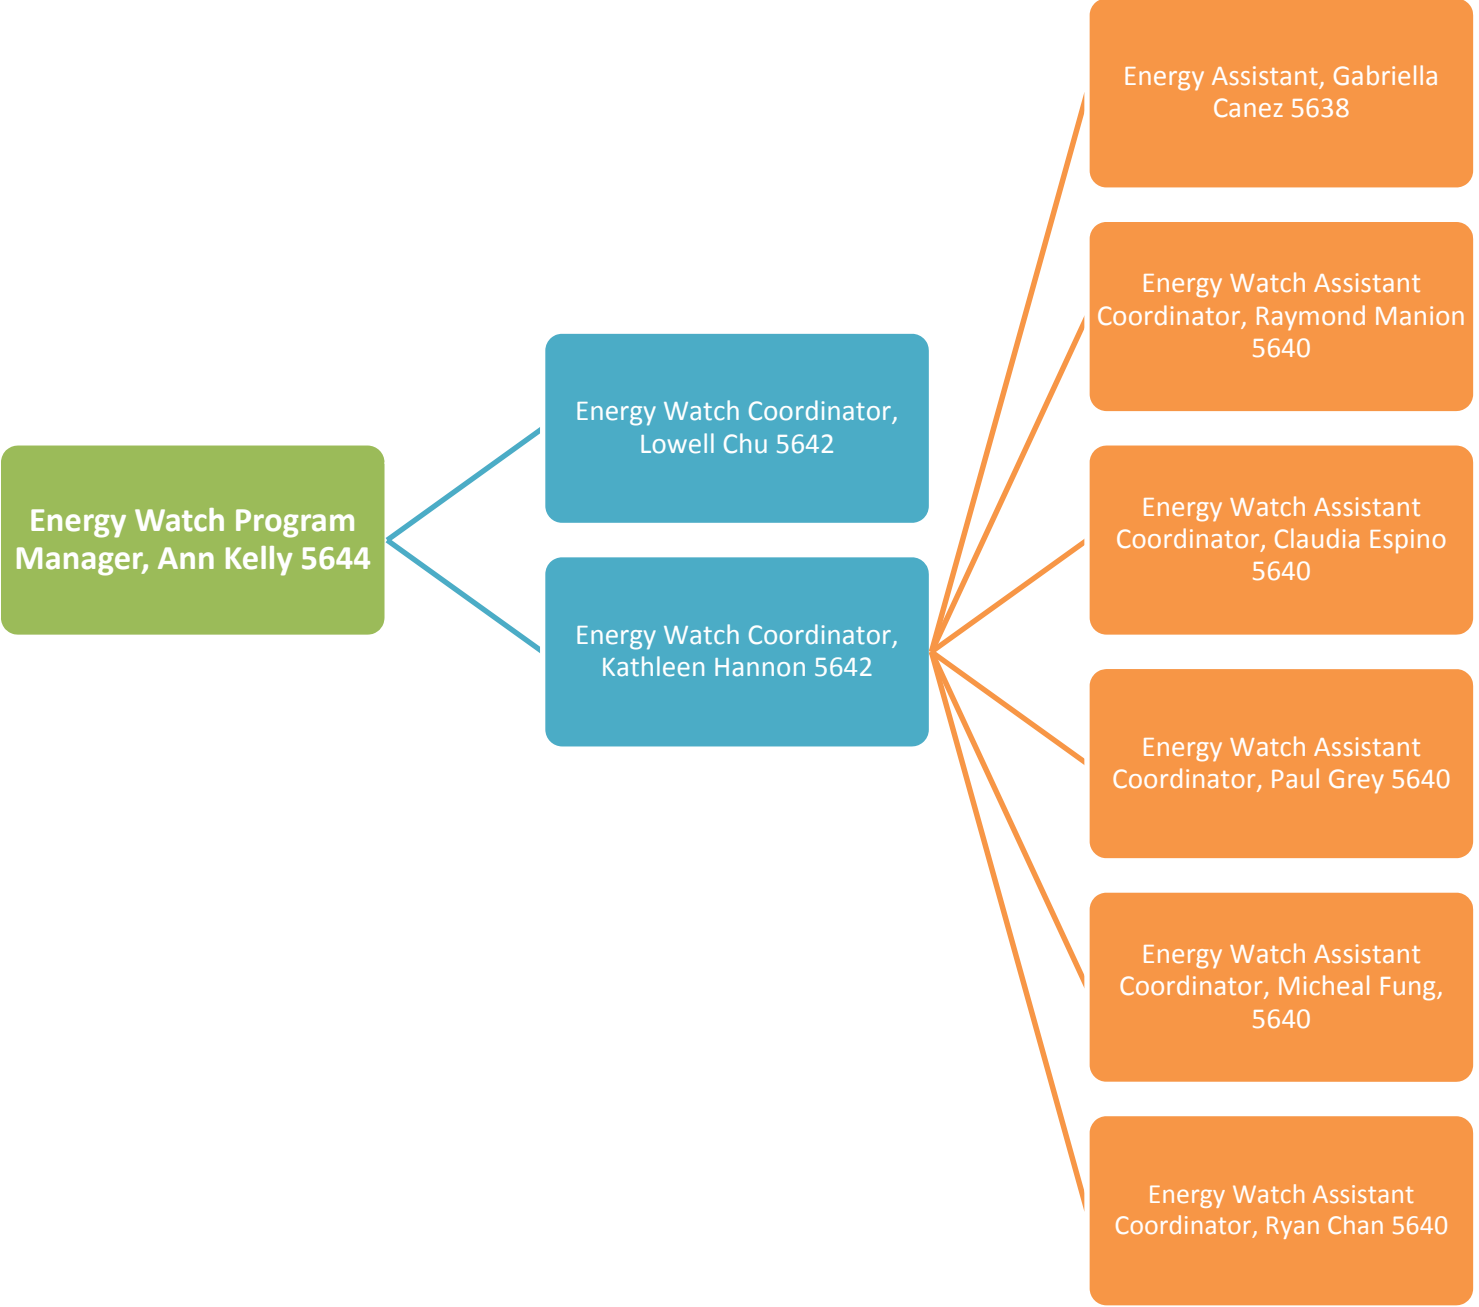 Energy Watch Program
Manager, Ann Kelly 5644
Energy Watch Coordinator,
Lowell Chu 5642
Energy Watch Coordinator,
Kathleen Hannon 5642
Energy Assistant, Gabriella
Canez 5638
Energy Watch Assistant
Coordinator, Raymond Manion
5640
Energy Watch Assistant
Coordinator, Claudia Espino
5640
Energy Watch Assistant
Coordinator, Paul Grey 5640
Energy Watch Assistant
Coordinator, Micheal Fung,
5640
Energy Watch Assistant
Coordinator, Ryan Chan 5640